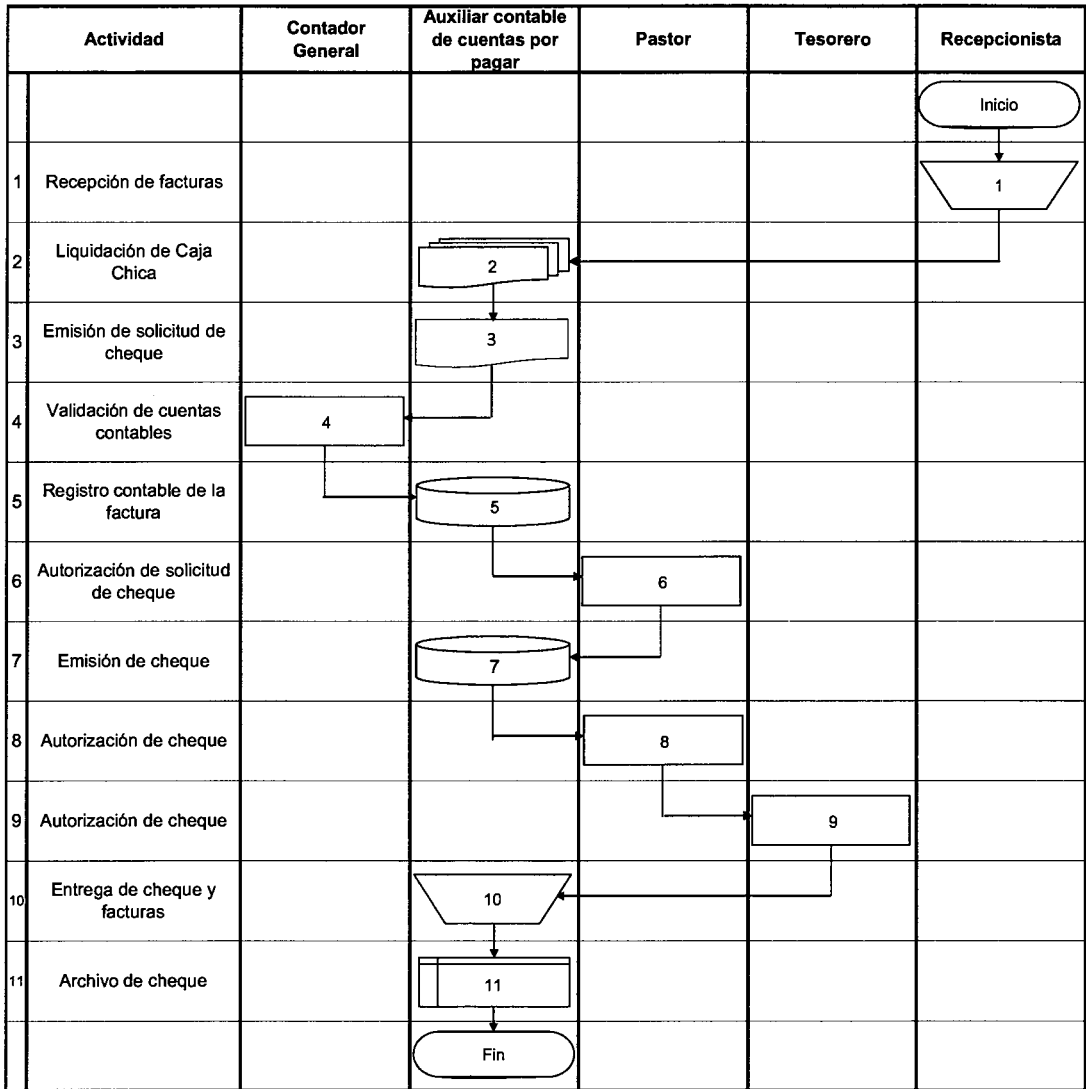 Actividad
Contador
General
Auxiliar contable
de cuentas por
pagar
Pastor
Tesorero
Recepcionista
Inicio
1
Recepción de facturas
1
2
Liquidación de Caja
Chica
2
3
Emisión de solicitud de
cheque
3
4
Validación de cuentas
contables
4
5
Registro contable de la
factura
5
6
Autorización de solicitud
de cheque
6
7
Emisión de cheque
7
8
Autorización de cheque
8
9
Autorización de cheque
9
10
Entrega de cheque y
facturas
10
11
Archivo de cheque
11
Fin